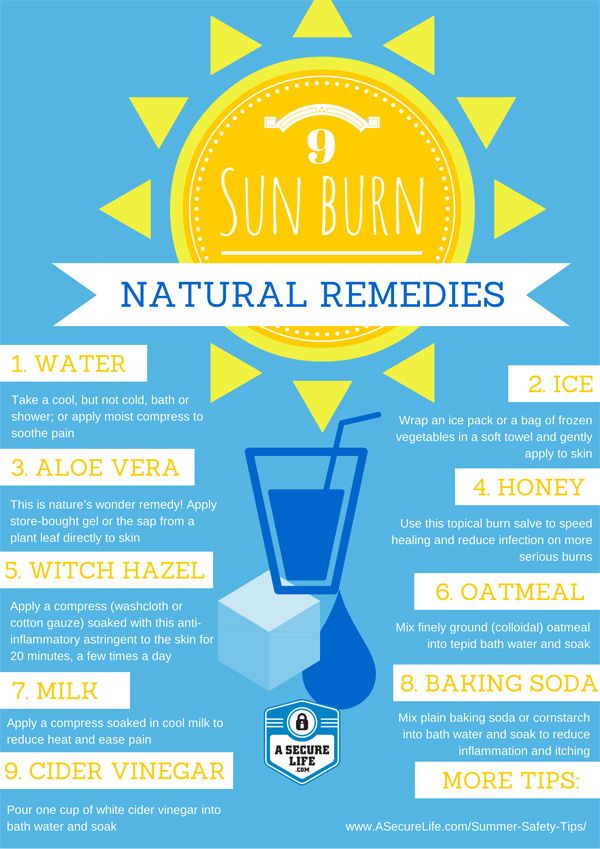 9
SUN BURN
NATURAL REMEDIES
1. WATER
Take a cool, but not cold, bath or
shower; or apply moist compress to
soothe pain
2. ICE
Wrap an ice pack or a bag of frozen
vegetables in a soft towel and gently
apply to skin
3. ALOE VERA
This is nature's wonder remedy! Apply
store-bought gel or the sap from a
plant leaf directly to skin
4. HONEY
Use this topical burn salve to speed
healing and reduce infection on more
serious burns
5. WITCH HAZEL
Apply a compress (washcloth or
cotton gauze) soaked with this anti-
inflammatory astringent to the skin for
20 minutes, a few times a day
6. OATMEAL
Mix finely ground (colloidal) oatmeal
into tepid bath water and soak
7. MILK
Apply a compress soaked in cool milk to
reduce heat and ease pain
8. BAKING SODA
Mix plain baking soda or cornstarch
into bath water and soak to reduce
inflammation and itching
9. CIDER VINEGAR
Pour one cup of white cider vinegar into
bath water and soak
A SECURE
LIFE
.COM
MORE TIPS:
www.ASecureLife.com/Summer-Safety-Tips/